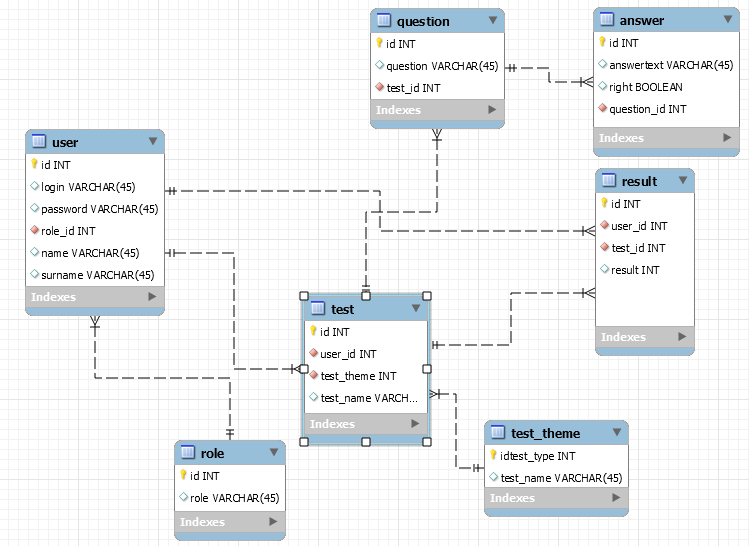 question
id INT
question VARCHAR(45)
test_id INT
Indexes
answer
id INT
answertext VARCHAR(45)
right BOOLEAN
question_id INT
Indexes
user
id INT
login VARCHAR(45)
password VARCHAR(45)
role_id INT
name VARCHAR(45)
surname VARCHAR(45)
Indexes
result
id INT
user_id INT
test_id INT
result INT
Indexes
test
id INT
user_id INT
test_theme INT
test_name VARCH...
Indexes
role
id INT
role VARCHAR(45)
Indexes
test_theme
idtest_type INT
test_name VARCHAR(45)
Indexes